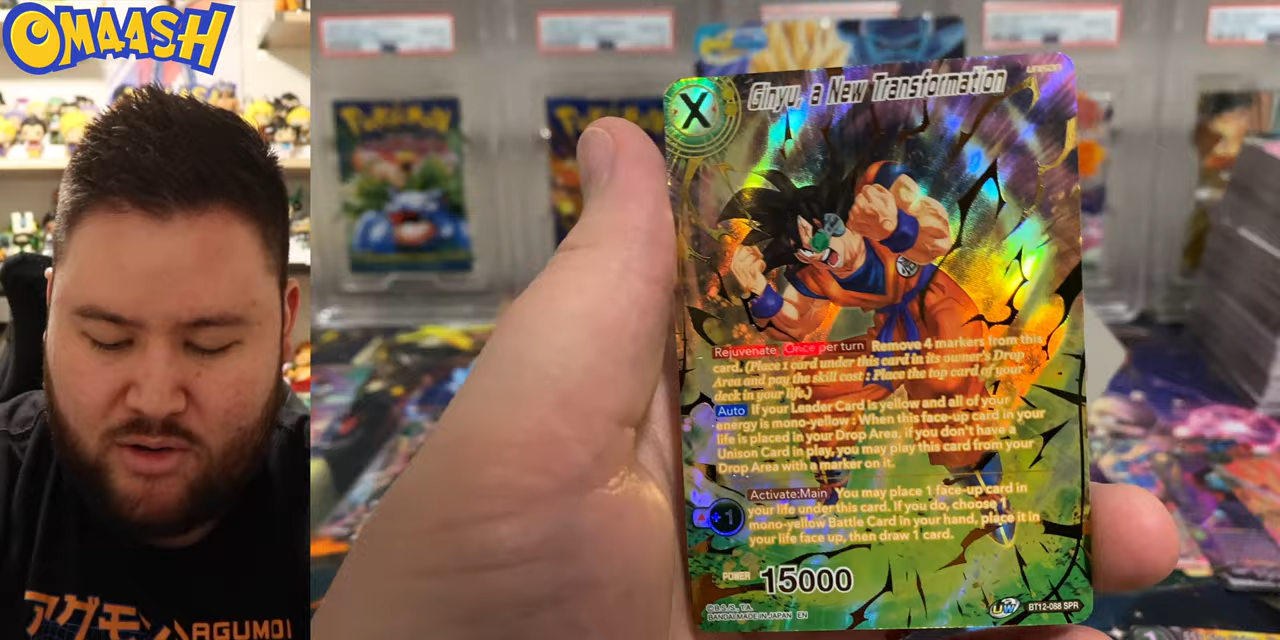 OMAASH
Pokémon
Pokémon
X
Ginyu, a New Transformation
UNISON
Rejuvenate Once per turn Remove 4 markers from this
card. (Place 1 card under this card in its owner's Drop
Area and pay the skill cost : Place the top card of your
deck in your life.)
Auto If your Leader Card is yellow and all of your
energy is mono-yellow : When this face-up card in your
life is placed in your Drop Area, if you don't have a
Unison Card in play, you may play this card from your
Drop Area with a marker on it.
+1
Activate:Main You may place 1 face-up card in
your life under this card. If you do, choose 1
mono-yellow Battle Card in your hand, place it in
your life face up, then draw 1 card.
POWER 15000
©B.S./S.,T.A.
BANDAI MADE IN JAPAN EN
UW
BT12-088 SPR
アグモン
AGUMO